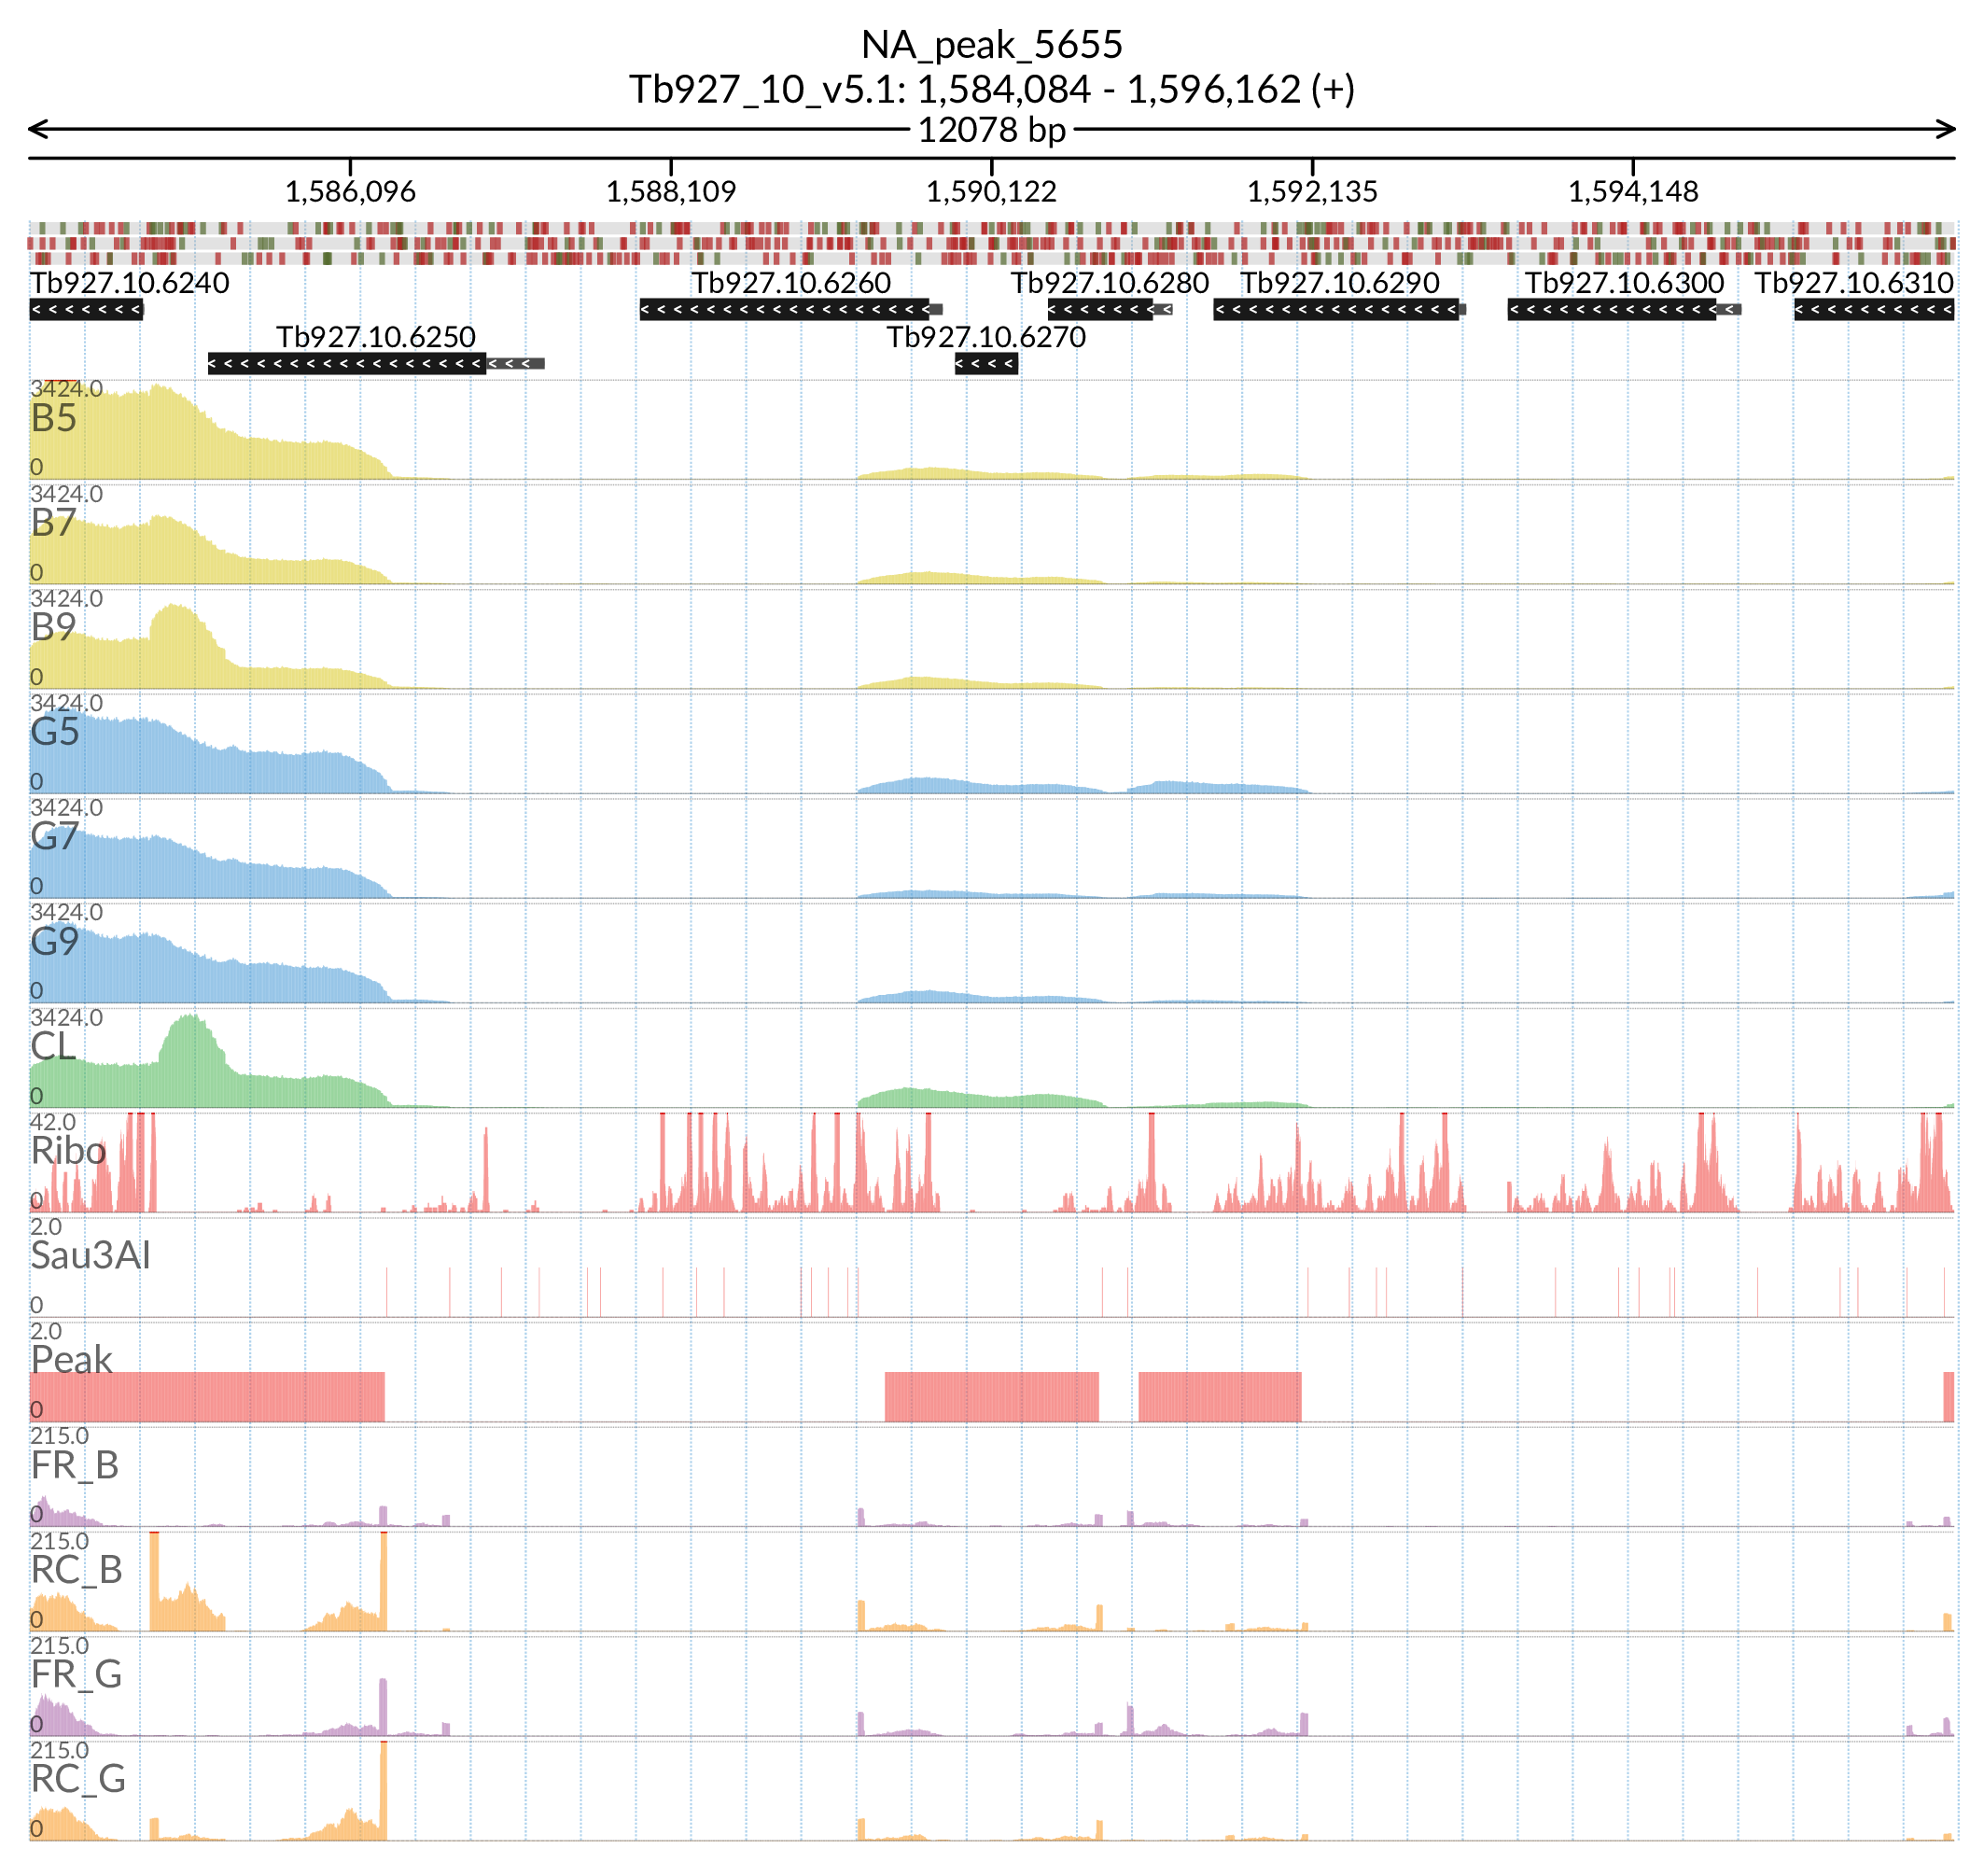 NA_peak_5655
Tb927_10_v5.1: 1,584,084 - 1,596,162 (+)
12078 bp
1,586,096 1,588,109 1,590,122 1,592,135 1,594,148
Tb927.10.6240 Tb927.10.6260 Tb927.10.6280 Tb927.10.6290 Tb927.10.6300 Tb927.10.6310
Tb927.10.6250 Tb927.10.6270
3424.0
B5
0
3424.0
B7
0
3424.0
B9
0
3424.0
G5
0
3424.0
G7
0
3424.0
G9
0
3424.0
CL
0
42.0
Ribo
0
2.0
Sau3AI
0
2.0
Peak
0
215.0
FR_B
0
215.0
RC_B
0
215.0
FR_G
0
215.0
RC_G
0